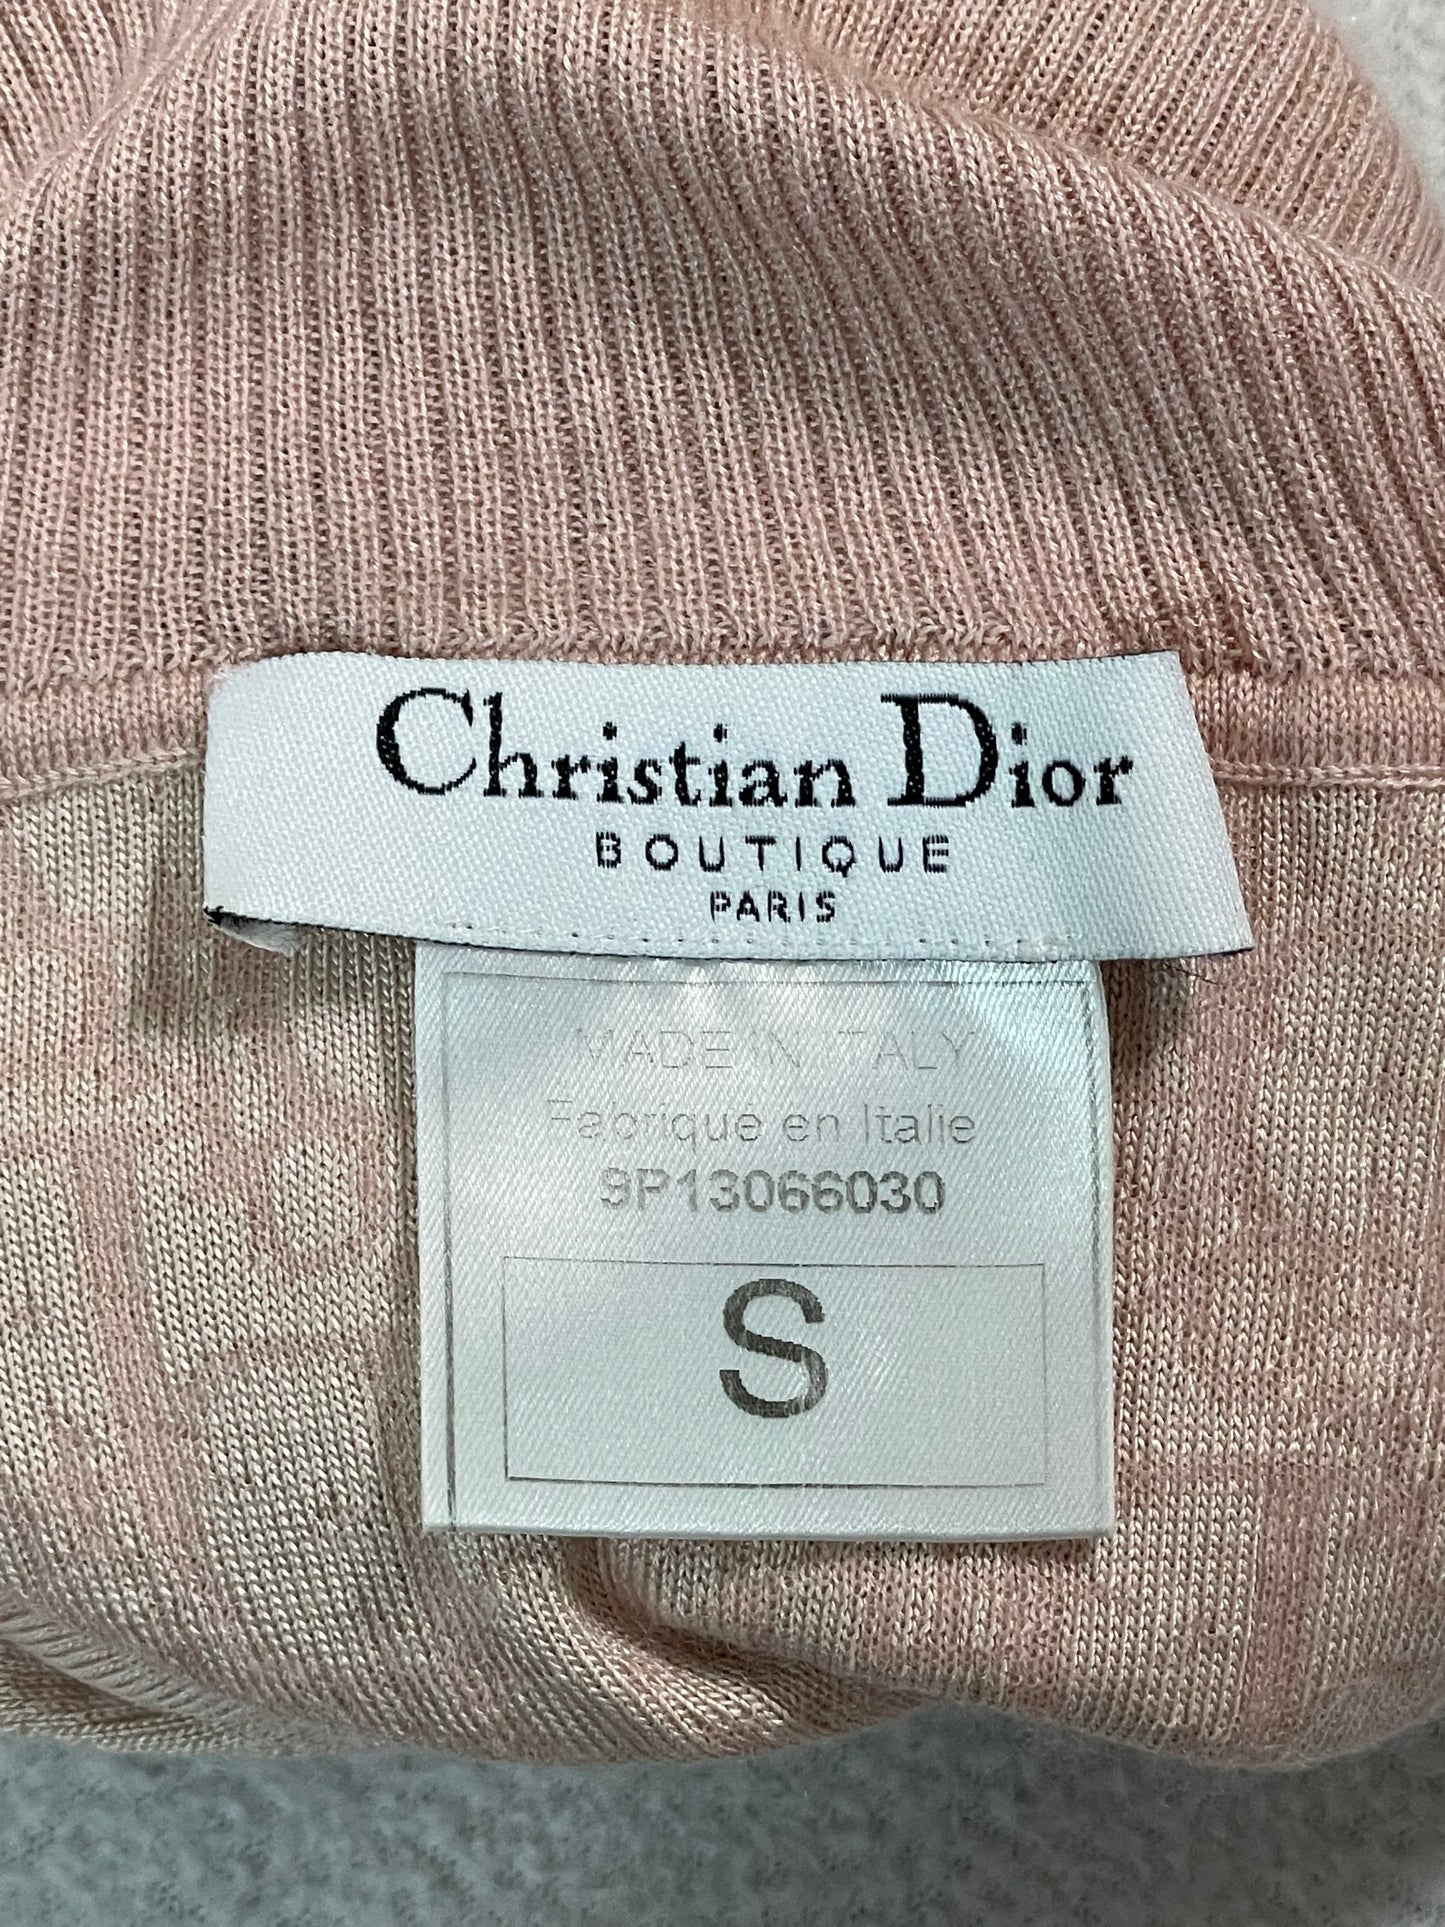 Christian Dior
BOUTIQUE
PARIS
MADE IN ITALY
Fabriqué en Italie
9P13066030
S